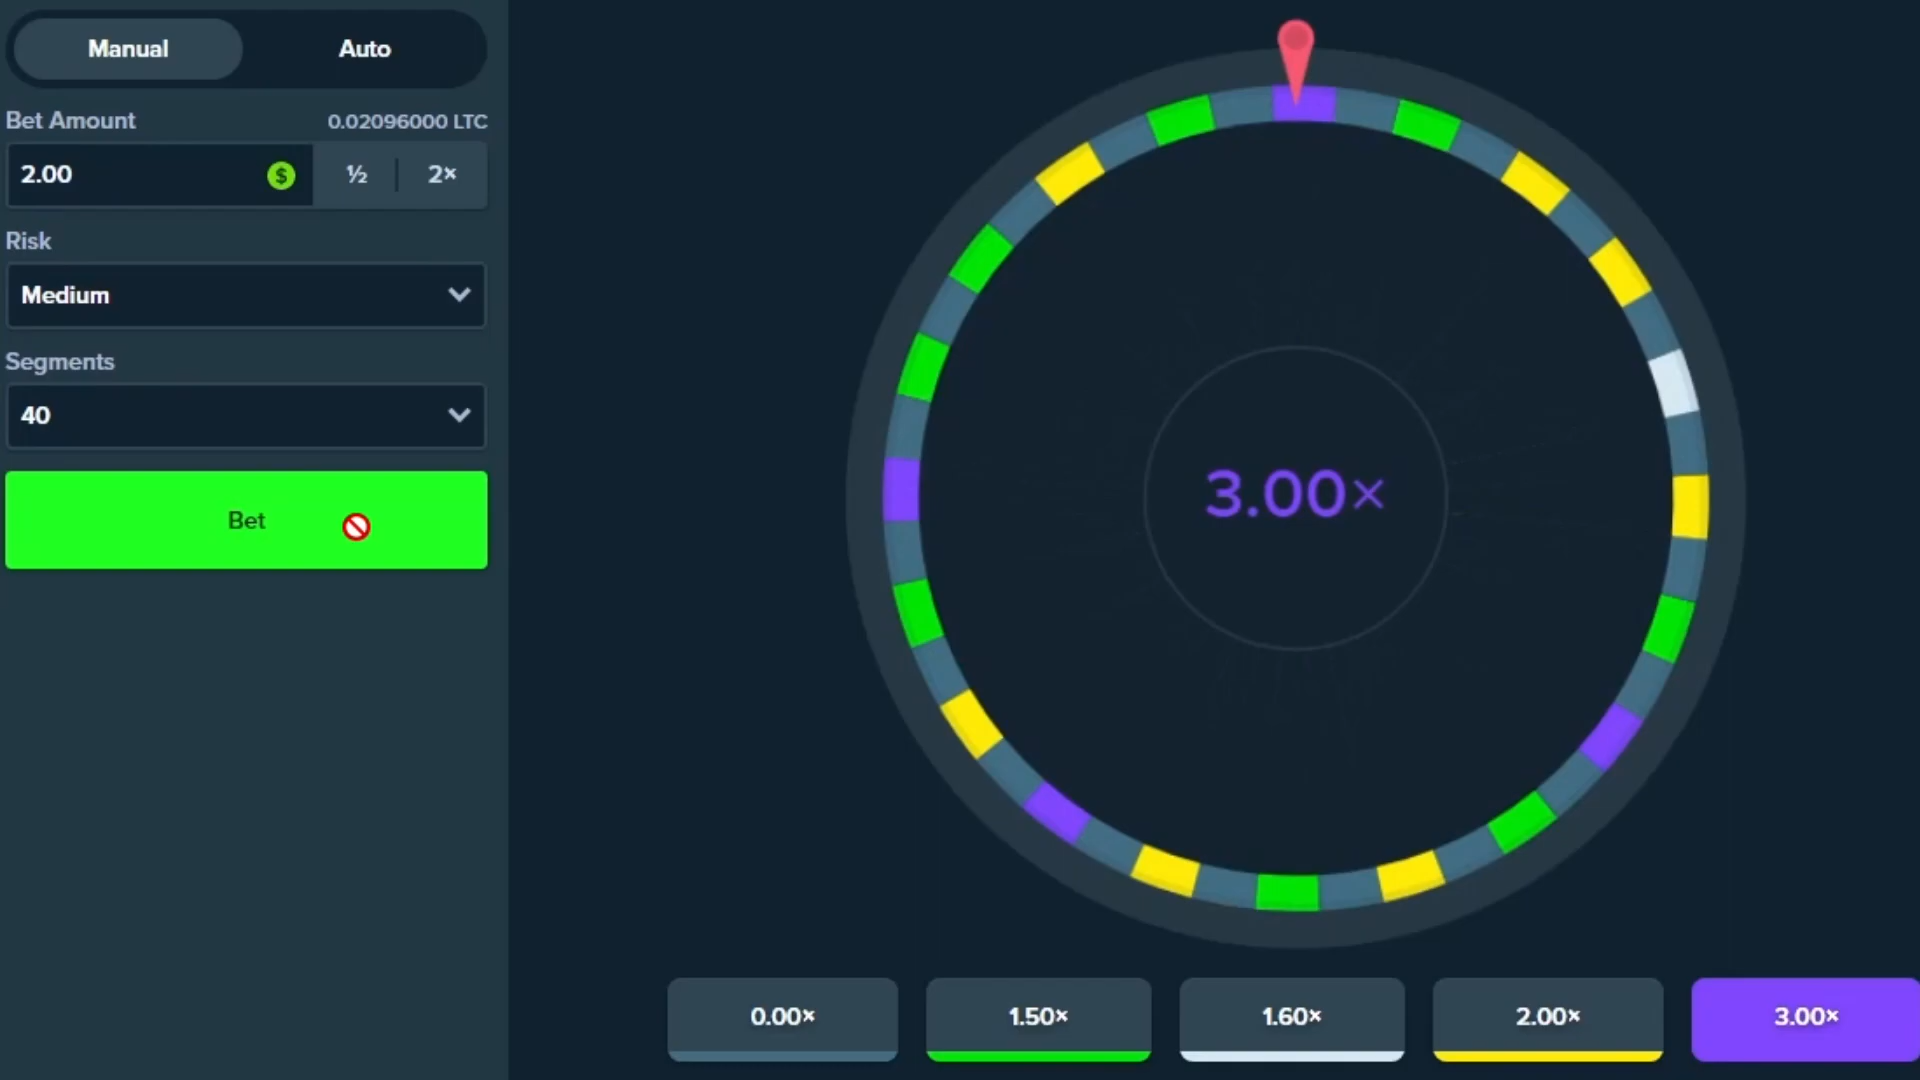 Manual Auto
Bet Amount 0.02096000 LTC
2.00 $ ½ 2×
Risk
Medium
Segments
40
Bet
3.00×
0.00× 1.50× 1.60× 2.00× 3.00×